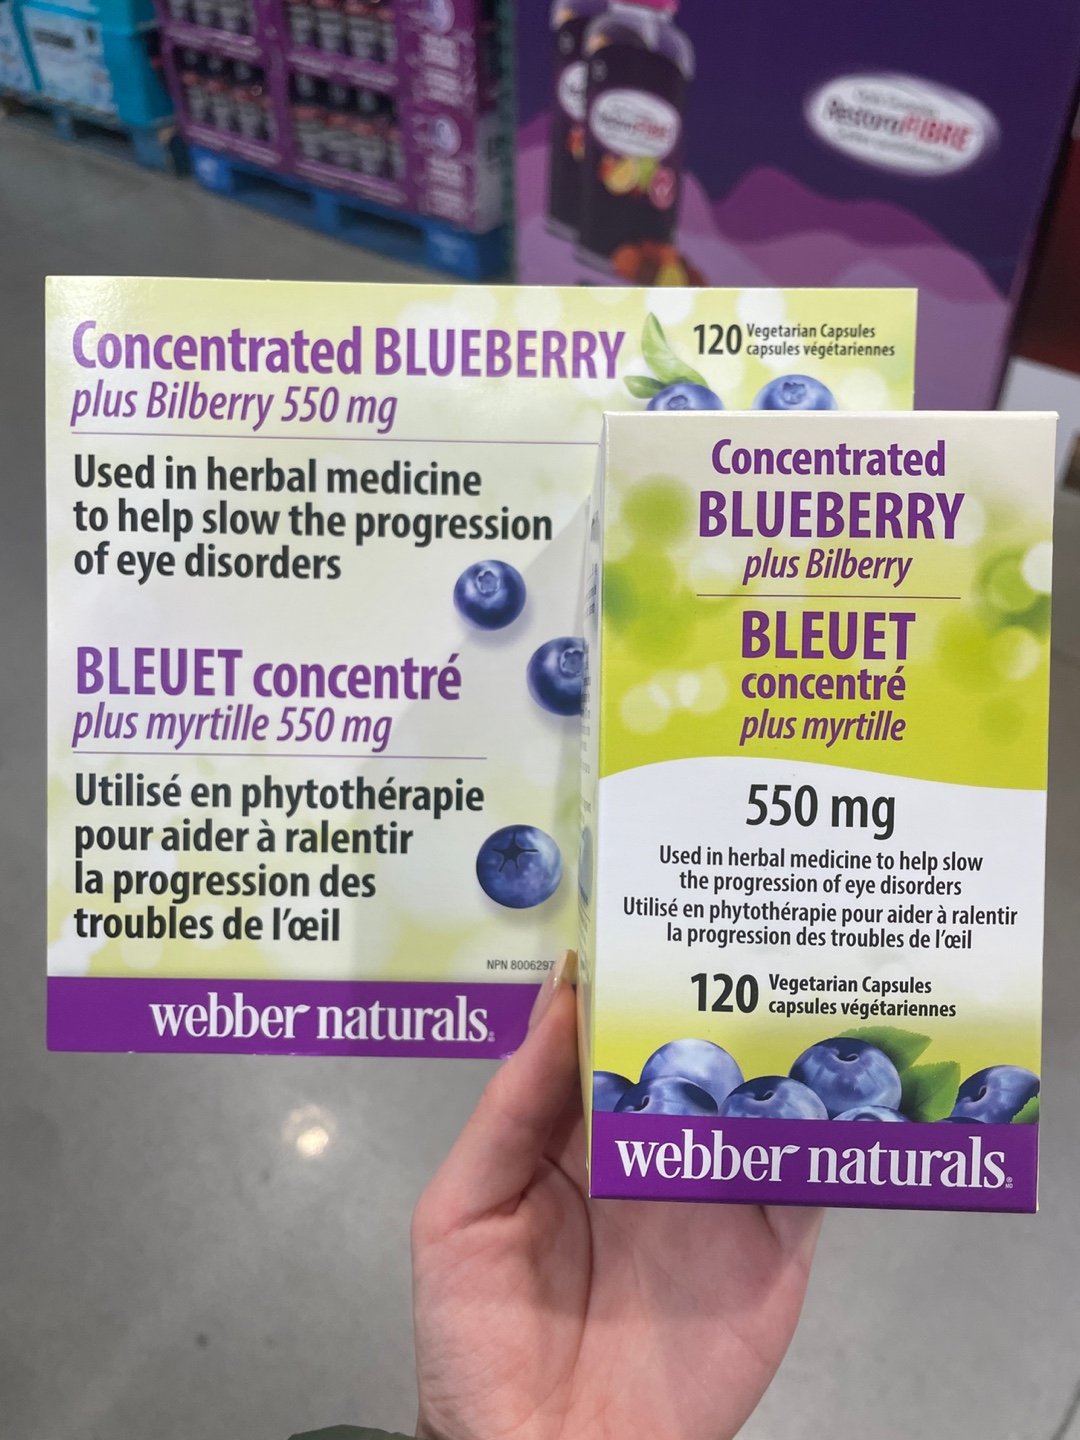 RestoraFIBRE
Concentrated BLUEBERRY
plus Bilberry 550 mg
120 Vegetarian Capsules
capsules végétariennes
Used in herbal medicine
to help slow the progression
of eye disorders
BLEUET concentré
plus myrtille 550 mg
Utilisé en phytothérapie
pour aider à ralentir
la progression des
troubles de l'œil
NPN 8006297
webber naturals®
Concentrated
BLUEBERRY
plus Bilberry
BLEUET
concentré
plus myrtille
550 mg
Used in herbal medicine to help slow
the progression of eye disorders
Utilisé en phytothérapie pour aider à ralentir
la progression des troubles de l'œil
120 Vegetarian Capsules
capsules végétariennes
webber naturals®
MD